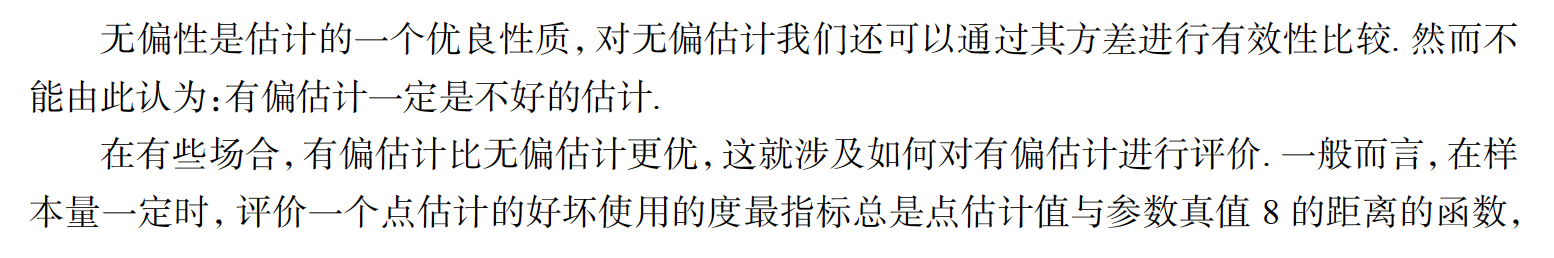 无偏性是估计的一个优良性质，对无偏估计我们还可以通过其方差进行有效性比较. 然而不
能由此认为：有偏估计一定是不好的估计.
在有些场合，有偏估计比无偏估计更优，这就涉及如何对有偏估计进行评价. 一般而言，在样
本量一定时，评价一个点估计的好坏使用的度最指标总是点估计值与参数真值 8 的距离的函数，